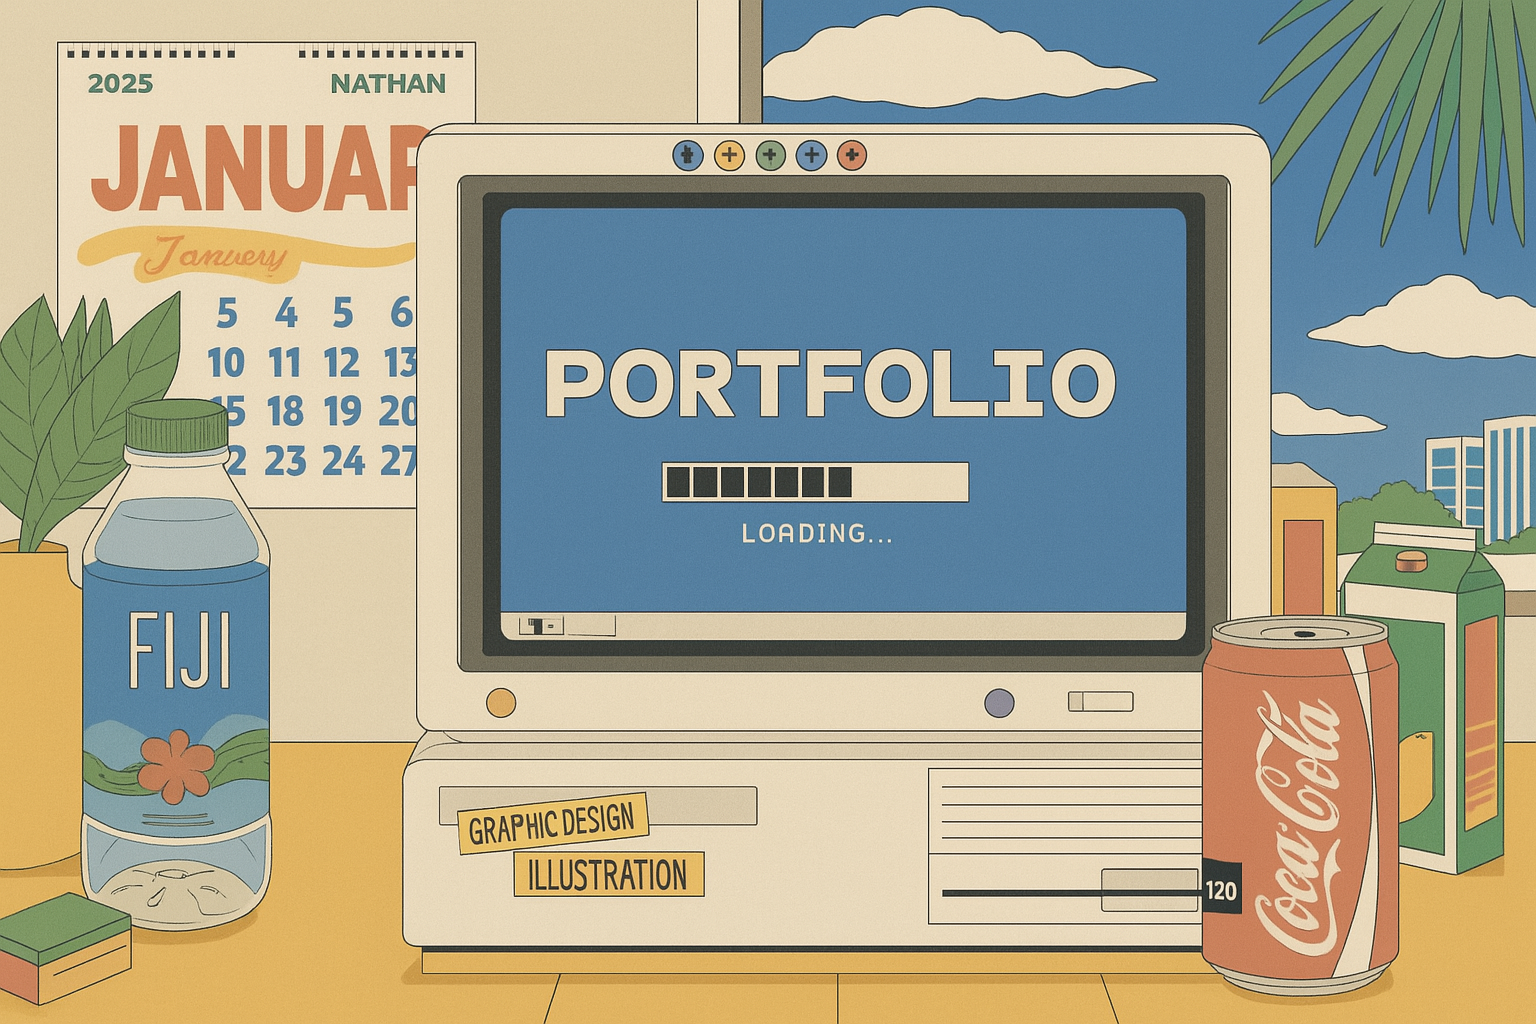 2025 NATHAN
JANUAR
Januery
5 4 5 6
10 11 12 13
15 18 19 20
2 23 24 27
PORTFOLIO
LOADING...
FIJI
GRAPHIC DESIGN
ILLUSTRATION
120
Coca-Cola